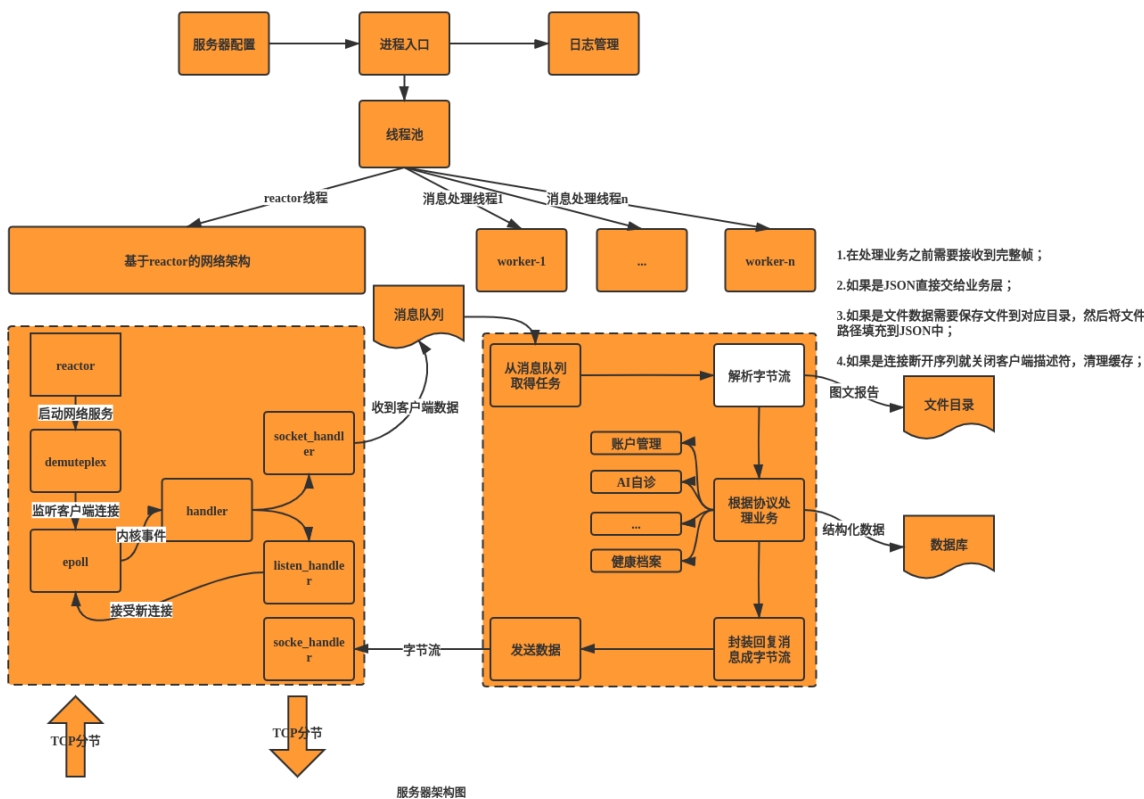 服务器配置
进程入口
日志管理
线程池
reactor线程
消息处理线程1
消息处理线程n
基于reactor的网络架构
worker-1
...
worker-n
1.在处理业务之前需要接收到完整帧；
2.如果是JSON直接交给业务层；
3.如果是文件数据需要保存文件到对应目录，然后将文件
路径填充到JSON中；
4.如果是连接断开序列就关闭客户端描述符，清理缓存；
消息队列
reactor
启动网络服务
demuteplex
监听客户端连接
epoll
内核事件
handler
socket_handl
er
收到客户端数据
listen_handle
r
接受新连接
socke_handle
r
字节流
从消息队列
取得任务
解析字节流
图文报告
文件目录
账户管理
AI自诊
...
健康档案
根据协议处
理业务
结构化数据
数据库
发送数据
封装回复消
息成字节流
TCP分节
TCP分节
服务器架构图